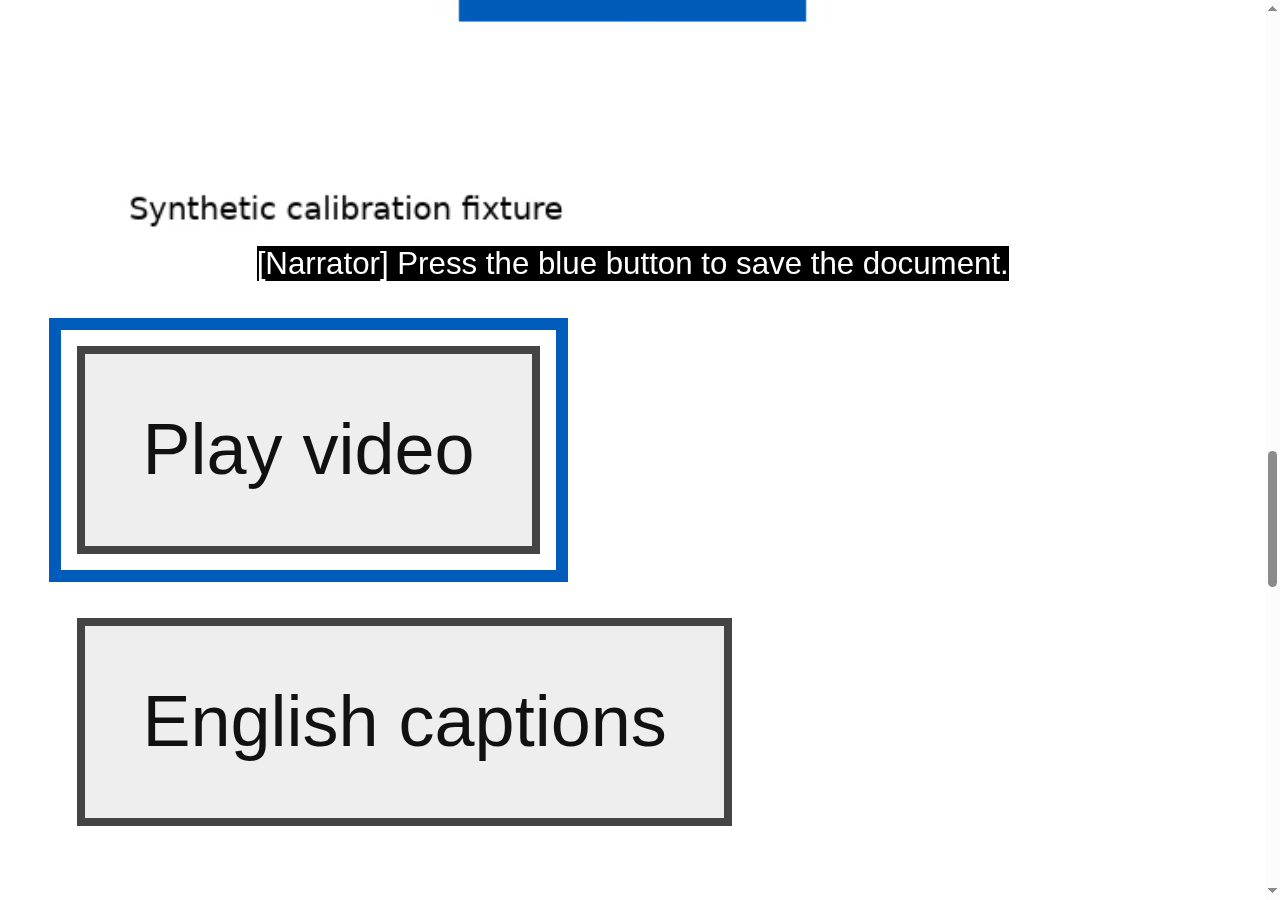 Synthetic calibration fixture
[Narrator] Press the blue button to save the document.
Play video
English captions